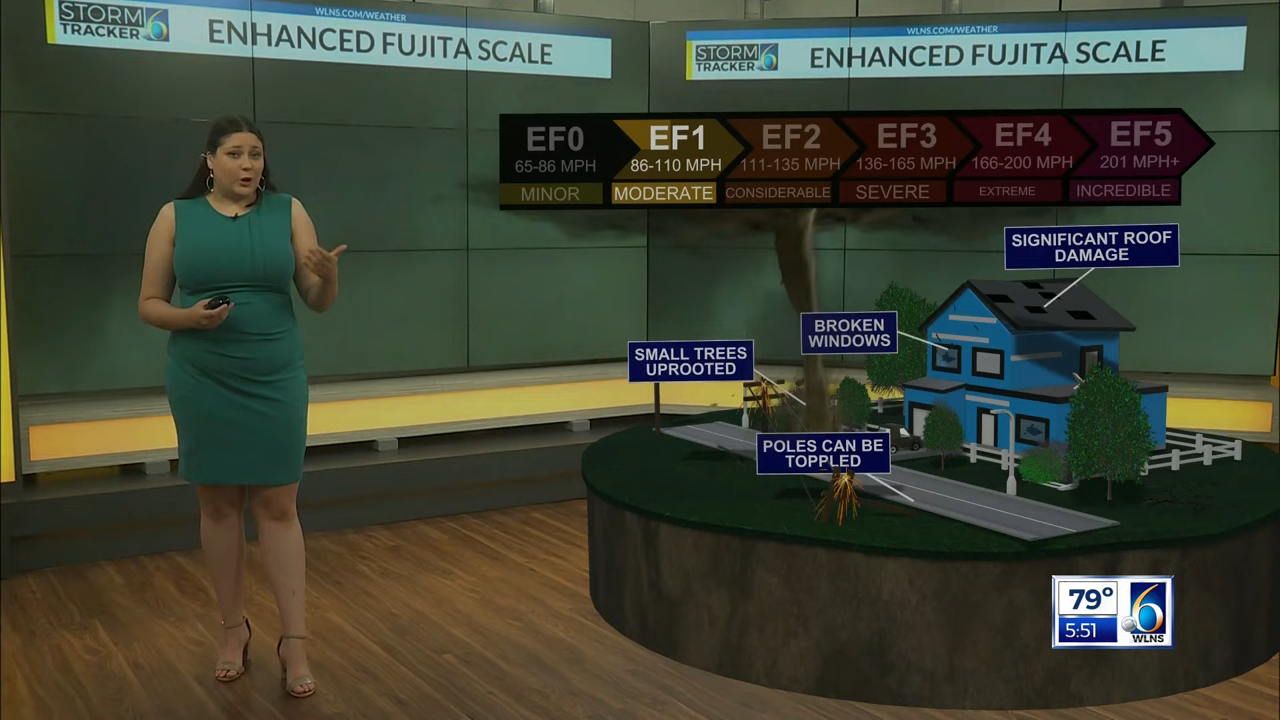 STORM
TRACKER 6
WLNS.COM/WEATHER
ENHANCED FUJITA SCALE
STORM
TRACKER 6
WLNS.COM/WEATHER
ENHANCED FUJITA SCALE
EF0
65-86 MPH
MINOR
EF1
86-110 MPH
MODERATE
EF2
111-135 MPH
CONSIDERABLE
EF3
136-165 MPH
SEVERE
EF4
166-200 MPH
EXTREME
EF5
201 MPH+
INCREDIBLE
SIGNIFICANT ROOF
DAMAGE
BROKEN
WINDOWS
SMALL TREES
UPROOTED
POLES CAN BE
TOPPLED
79°
5:51
6
WLNS